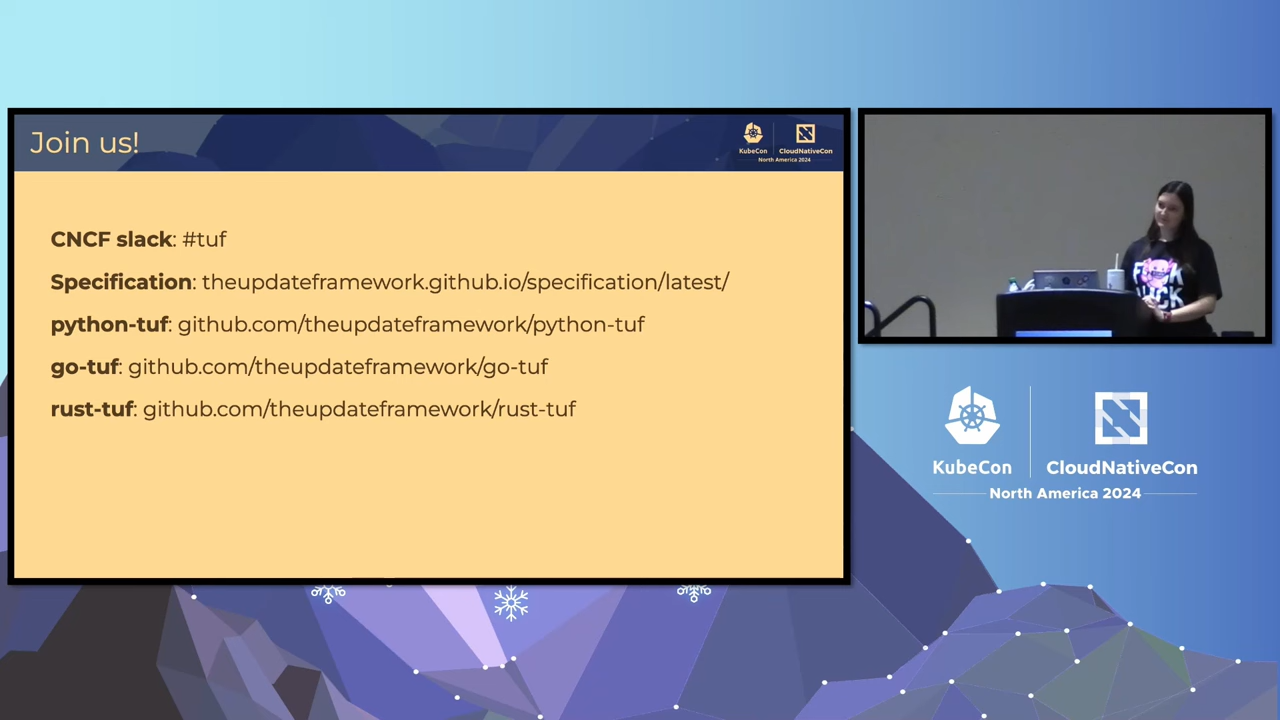 Join us!
KubeCon
CloudNativeCon
North America 2024
CNCF slack: #tuf
Specification: theupdateframework.github.io/specification/latest/
python-tuf: github.com/theupdateframework/python-tuf
go-tuf: github.com/theupdateframework/go-tuf
rust-tuf: github.com/theupdateframework/rust-tuf
KubeCon
CloudNativeCon
North America 2024